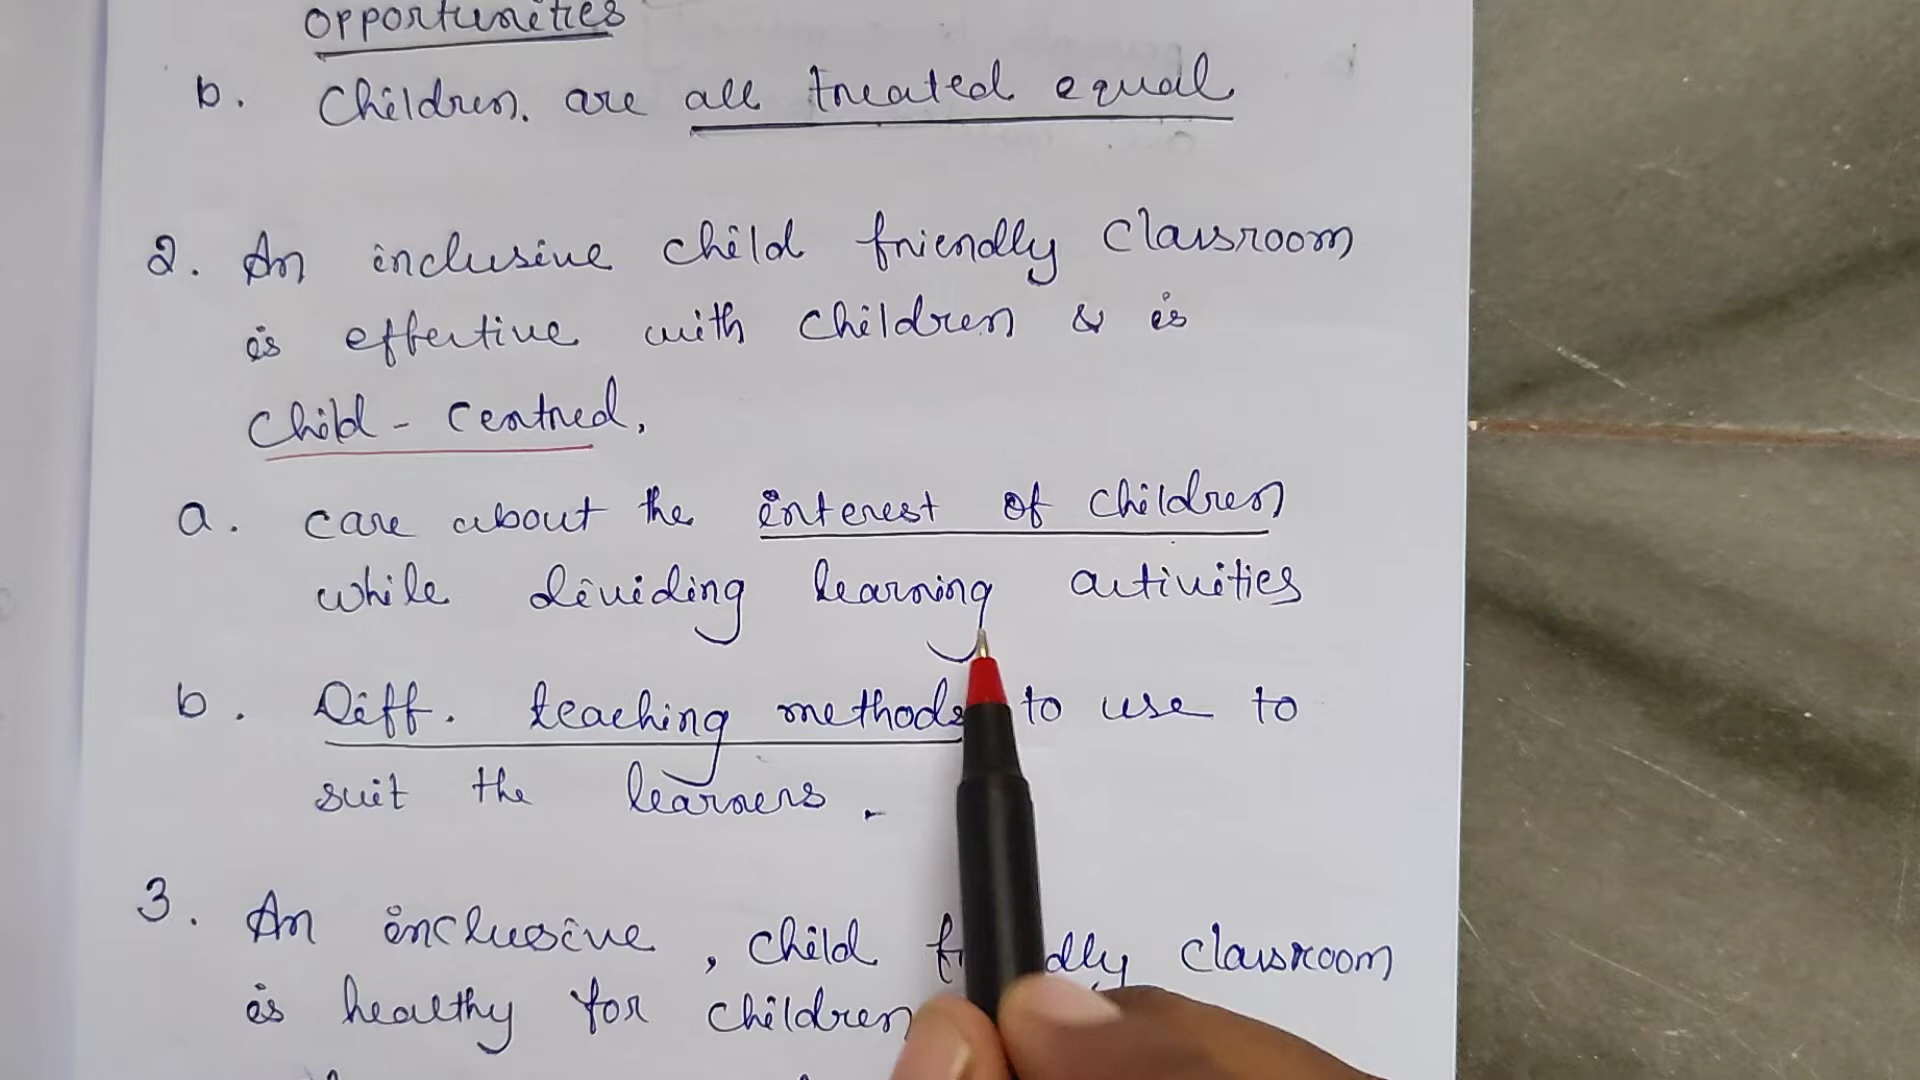 opportunities
b. Children. are all treated equal
2. An inclusive child friendly classroom
is effective with children & is
child - centred.
a. care about the interest of children
while dividing learning activities
b. Diff. teaching methods to use to
suit the learners.
3. An inclusive, child classroom
is healthy for children